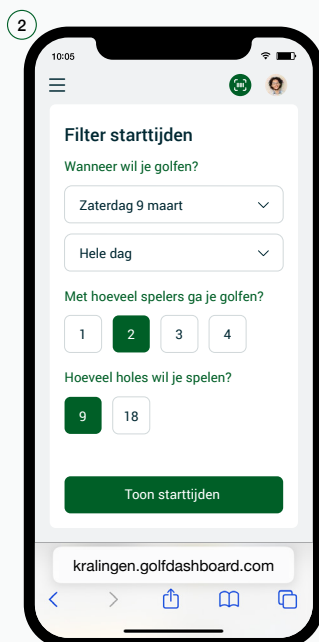 2
10:05
Filter starttijden
Wanneer wil je golfen?
Zaterdag 9 maart
Hele dag
Met hoeveel spelers ga je golfen?
1 2 3 4
Hoeveel holes wil je spelen?
9 18
Toon starttijden
kralingen.golfdashboard.com